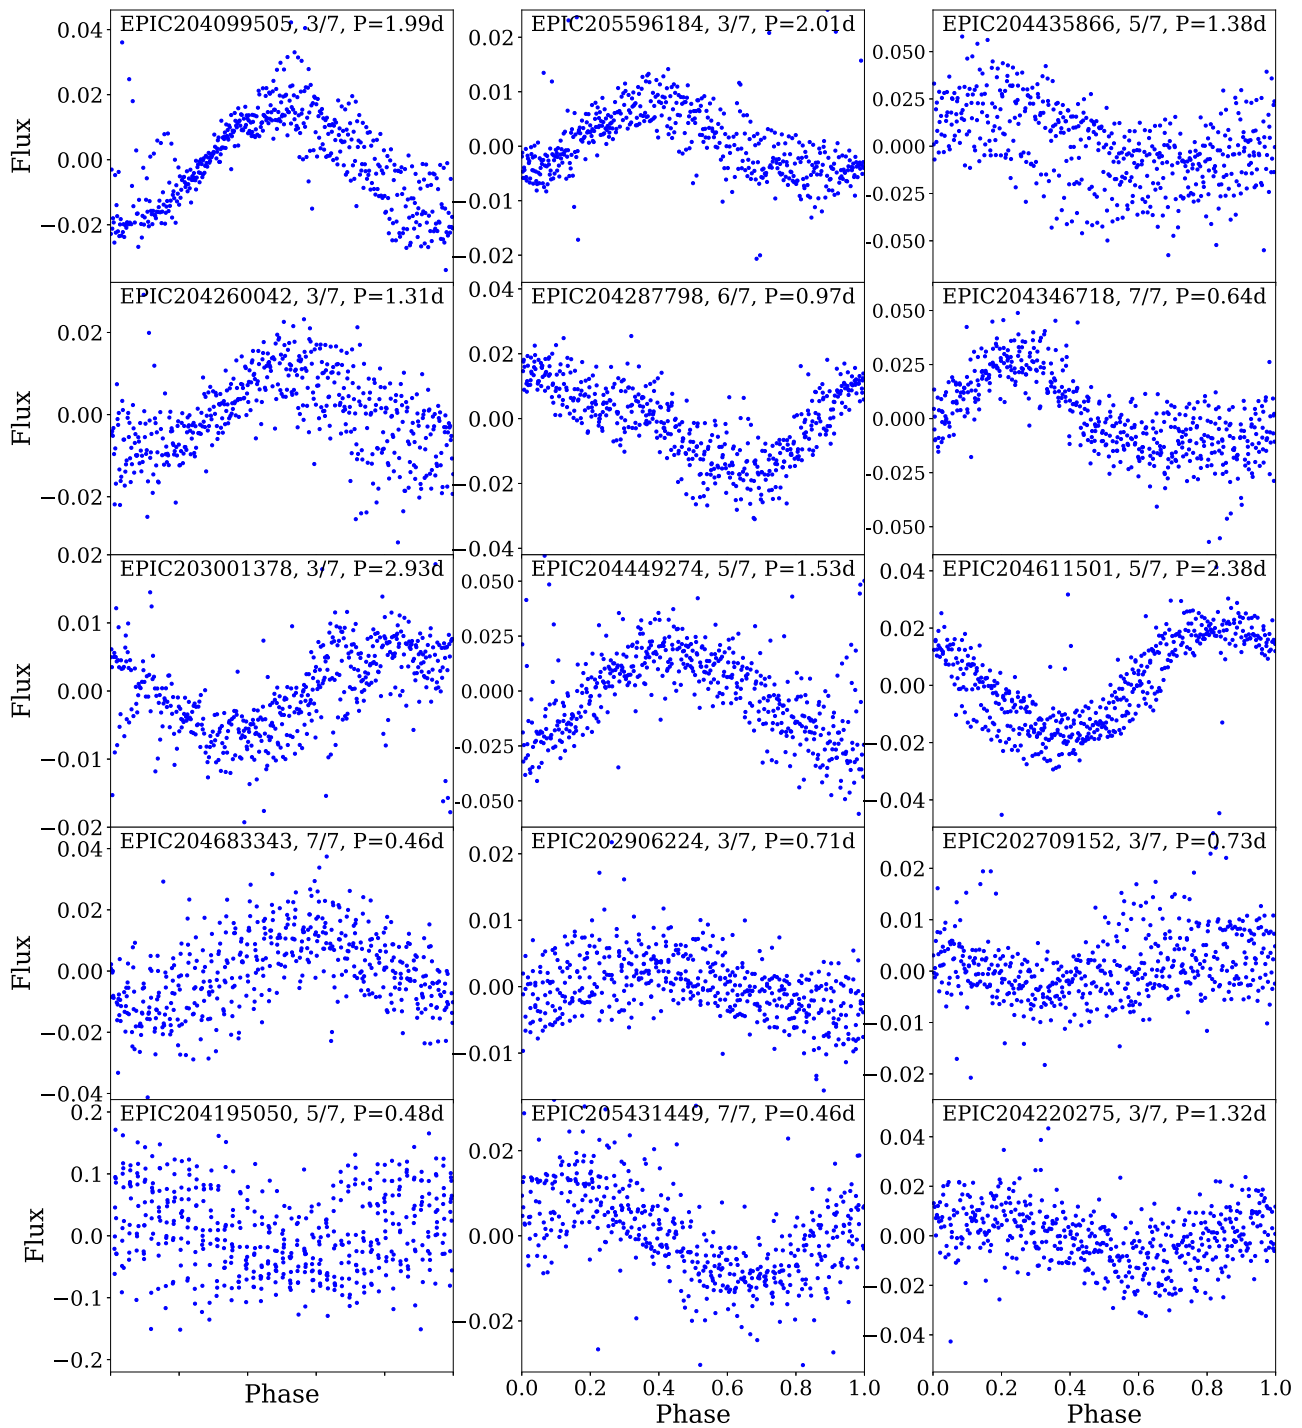 EPIC204099505, 3/7, P=1.99d
EPIC205596184, 3/7, P=2.01d
EPIC204435866, 5/7, P=1.38d
0.04
0.02
0.00
−0.02
Flux
0.02
0.01
0.00
−0.01
−0.02
0.050
0.025
0.000
-0.025
-0.050
EPIC204260042, 3/7, P=1.31d
EPIC204287798, 6/7, P=0.97d
EPIC204346718, 7/7, P=0.64d
0.02
0.00
−0.02
Flux
0.04
0.02
0.00
−0.02
−0.04
0.050
0.025
0.000
-0.025
-0.050
EPIC203001378, 3/7, P=2.93d
EPIC204449274, 5/7, P=1.53d
EPIC204611501, 5/7, P=2.38d
0.02
0.01
0.00
−0.01
−0.02
Flux
0.050
0.025
0.000
-0.025
-0.050
0.04
0.02
0.00
−0.02
−0.04
EPIC204683343, 7/7, P=0.46d
EPIC202906224, 3/7, P=0.71d
EPIC202709152, 3/7, P=0.73d
0.04
0.02
0.00
−0.02
−0.04
Flux
0.02
0.01
0.00
−0.01
0.02
0.01
0.00
−0.01
−0.02
EPIC204195050, 5/7, P=0.48d
EPIC205431449, 7/7, P=0.46d
EPIC204220275, 3/7, P=1.32d
0.2
0.1
0.0
−0.1
−0.2
Flux
0.02
0.00
−0.02
0.04
0.02
0.00
−0.02
−0.04
0.0 0.2 0.4 0.6 0.8 1.0
0.0 0.2 0.4 0.6 0.8 1.0
Phase
Phase
Phase